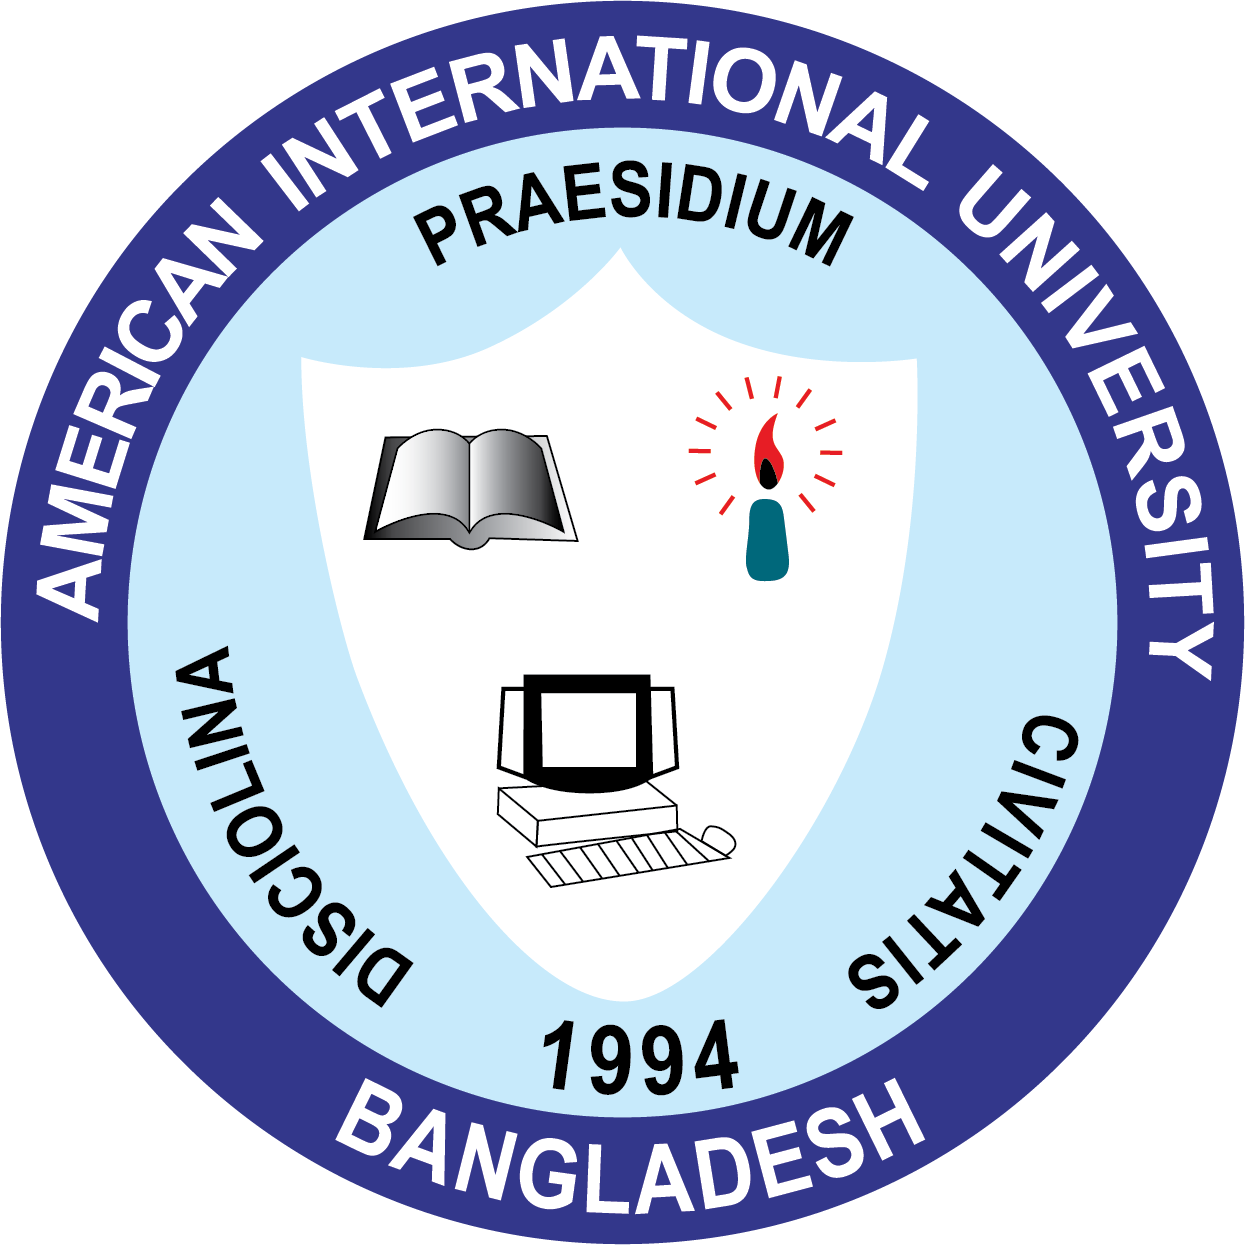 AMERICAN INTERNATIONAL UNIVERSITY
PRAESIDIUM
DISCIOLINA
CIVITATIS
1994
BANGLADESH